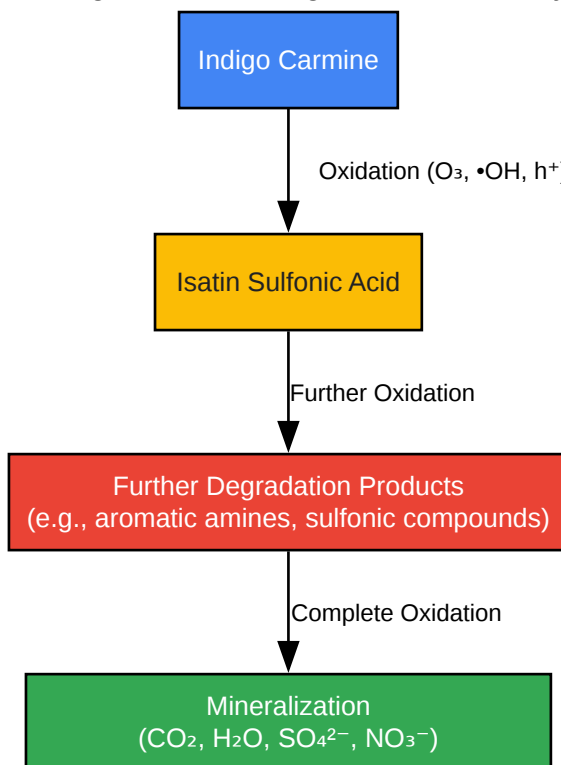 Indigo Carmine
Oxidation (O₃, •OH, h⁺)
Isatin Sulfonic Acid
Further Oxidation
Further Degradation Products
(e.g., aromatic amines, sulfonic compounds)
Complete Oxidation
Mineralization
(CO₂, H₂O, SO₄²⁻, NO₃⁻)